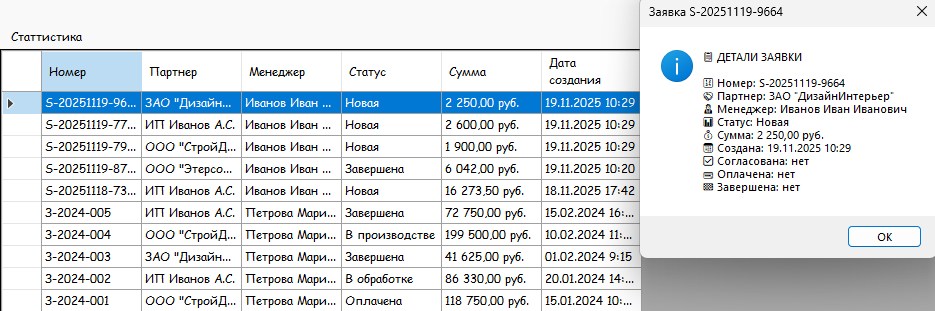 Заявка S-20251119-9664
Статтистика
Номер Партнер Менеджер Статус Сумма Дата создания
S-20251119-96... ЗАО "Дизайн... Иванов Иван ... Новая 2 250,00 руб. 19.11.2025 10:29
S-20251119-77... ИП Иванов А.С. Иванов Иван ... Новая 2 600,00 руб. 19.11.2025 10:29
S-20251119-79... ООО "СтройД... Иванов Иван ... Новая 1 900,00 руб. 19.11.2025 10:29
S-20251119-87... ООО "Этерсо... Иванов Иван ... Завершена 6 042,00 руб. 19.11.2025 10:20
S-20251118-73... ИП Иванов А.С. Иванов Иван ... Новая 16 273,50 руб. 18.11.2025 17:42
З-2024-005 ИП Иванов А.С. Петрова Мари... Завершена 72 750,00 руб. 15.02.2024 16:...
З-2024-004 ООО "СтройД... Петрова Мари... В производстве 199 500,00 руб. 10.02.2024 11:...
З-2024-003 ЗАО "Дизайн... Петрова Мари... Завершена 41 625,00 руб. 01.02.2024 9:15
З-2024-002 ИП Иванов А.С. Петрова Мари... В обработке 86 330,00 руб. 20.01.2024 14:...
З-2024-001 ООО "СтройД... Петрова Мари... Оплачена 118 750,00 руб. 15.01.2024 10:...
ДЕТАЛИ ЗАЯВКИ
Номер: S-20251119-9664
Партнер: ЗАО "ДизайнИнтерьер"
Менеджер: Иванов Иван Иванович
Статус: Новая
Сумма: 2 250,00 руб.
Создана: 19.11.2025 10:29
Согласована: нет
Оплачена: нет
Завершена: нет
ОК